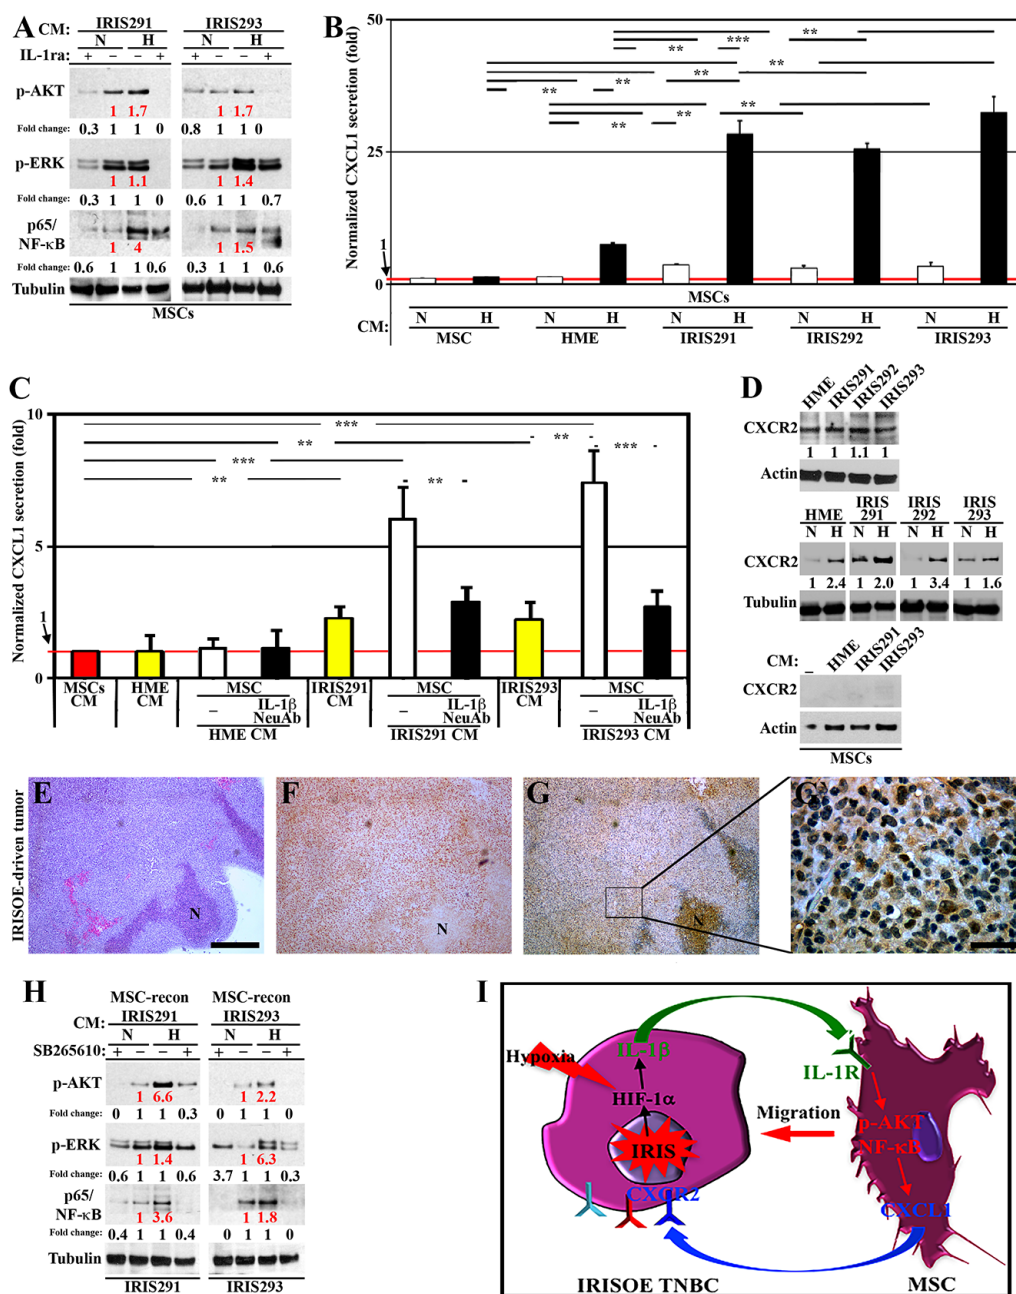 A
CM: IRIS291 IRIS293
N H N H
IL-1ra: + – – + + – – +
p-AKT
1 1.7 1 1.7
Fold change: 0.3 1 1 0 0.8 1 1 0
p-ERK
1 1.1 1 1.4
Fold change: 0.3 1 1 0 0.6 1 1 0.7
p65/
NF-κB
1 4 1 1.5
Fold change: 0.6 1 1 0.6 0.3 1 1 0.6
Tubulin
MSCs
B
Normalized CXCL1 secretion (fold)
50
25
1
0
** ***
** **
** ** **
** **
** **
MSCs
CM: N H N H N H N H N H
MSC HME IRIS291 IRIS292 IRIS293
C
Normalized CXCL1 secretion (fold)
10
5
1
0
***
** **
*** ***
** **
MSCs CM
HME CM
MSC
– IL-1β NeuAb
HME CM
IRIS291 CM
MSC
– IL-1β NeuAb
IRIS291 CM
IRIS293 CM
MSC
– IL-1β NeuAb
IRIS293 CM
D
HME IRIS291 IRIS292 IRIS293
CXCR2
1 1 1.1 1
Actin
HME IRIS 291 IRIS 292 IRIS 293
N H N H N H N H
CXCR2
1 2.4 1 2.0 1 3.4 1 1.6
Tubulin
CM: – HME IRIS291 IRIS293
CXCR2
Actin
MSCs
IRISOE-driven tumor
E
N
F
N
G
N
G'
H
MSC-recon MSC-recon
CM: IRIS291 IRIS293
N H N H
SB265610: + – – + + – – +
p-AKT
1 6.6 1 2.2
Fold change: 0 1 1 0.3 0 1 1 0
p-ERK
1 1.4 1 6.3
Fold change: 0.6 1 1 0.6 3.7 1 1 0.3
p65/
NF-κB
1 3.6 1 1.8
Fold change: 0.4 1 1 0.4 0 1 1 0
Tubulin
IRIS291 IRIS293
I
Hypoxia
IL-1β
HIF-1α
IRIS
CXCR2
IL-1R
Migration
p-AKT
NF-κB
CXCL1
IRISOE TNBC
MSC